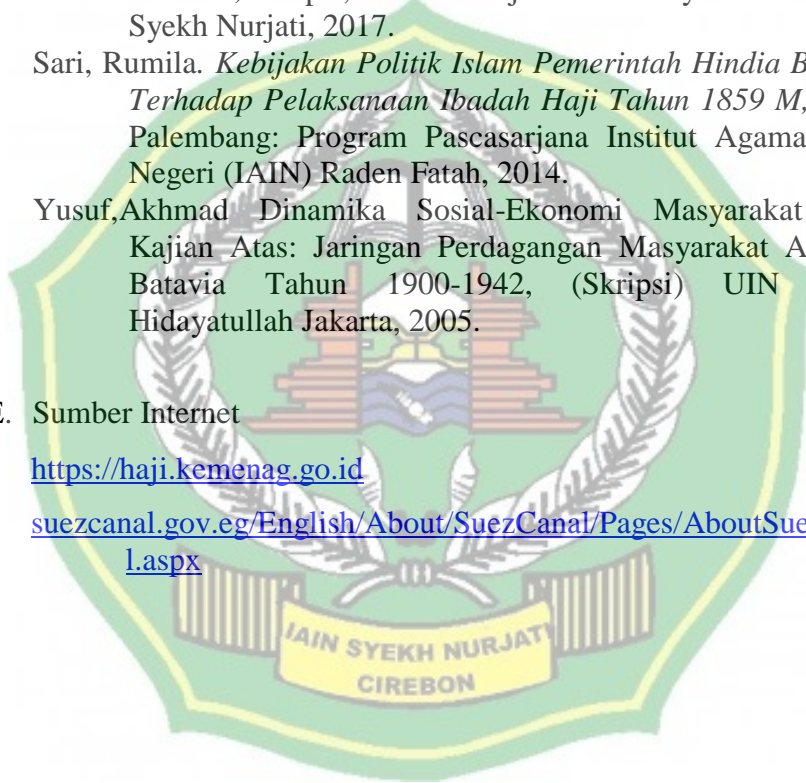 Syekh Nurjati, 2017.
Sari, Rumila. Kebijakan Politik Islam Pemerintah Hindia B
Terhadap Pelaksanaan Ibadah Haji Tahun 1859 M,
Palembang: Program Pascasarjana Institut Agama
Negeri (IAIN) Raden Fatah, 2014.
Yusuf,Akhmad Dinamika Sosial-Ekonomi Masyarakat
Kajian Atas: Jaringan Perdagangan Masyarakat A
Batavia Tahun 1900-1942, (Skripsi) UIN
Hidayatullah Jakarta, 2005.
E. Sumber Internet
https://haji.kemenag.go.id
suezcanal.gov.eg/English/About/SuezCanal/Pages/AboutSue
l.aspx
IAIN SYEKH NURJATI
CIREBON